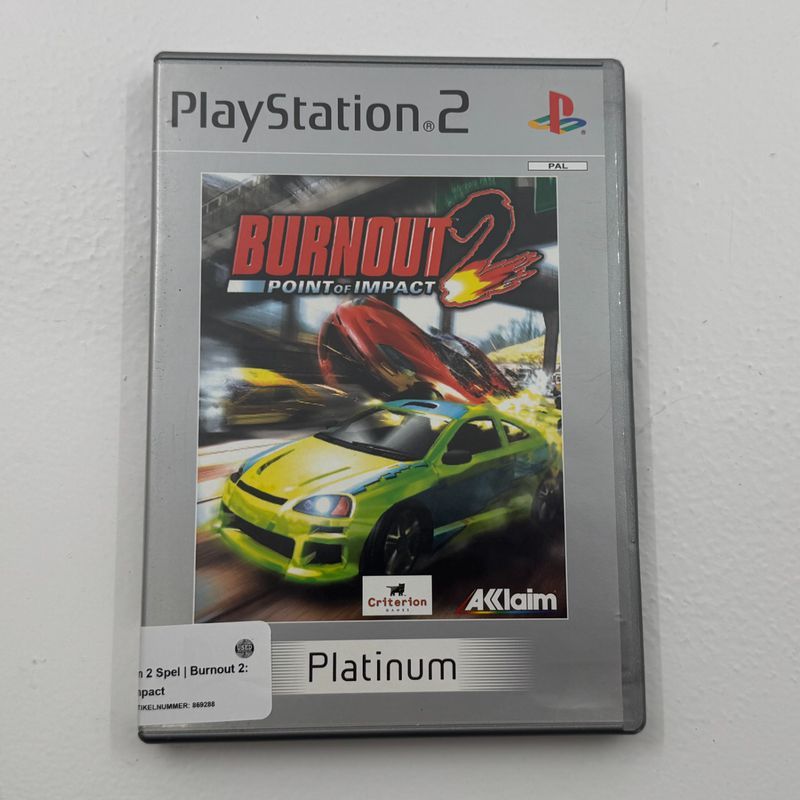 PlayStation®2
PAL
BURNOUT 2
POINT OF IMPACT
Criterion
GAMES
AKKlaim
Platinum
USED
n 2 Spel | Burnout 2:
mpact
TIKELNUMMER: 869288